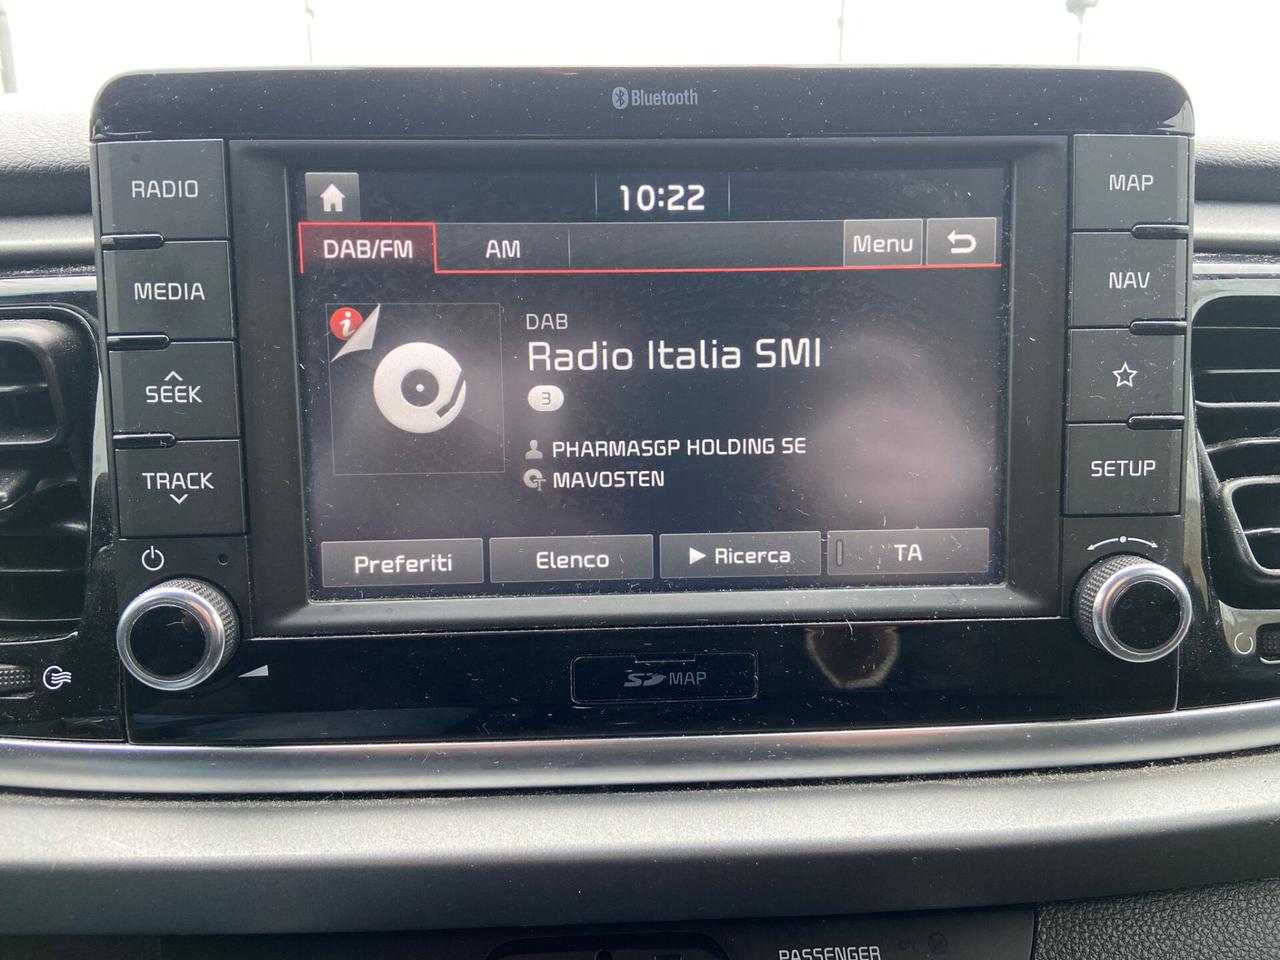 Bluetooth
RADIO
MEDIA
SEEK
TRACK
10:22
DAB/FM
AM
Menu
DAB
Radio Italia SMI
3
PHARMASGP HOLDING SE
MAVOSTEN
Preferiti
Elenco
Ricerca
TA
MAP
NAV
SETUP
SD MAP
PASSENGER